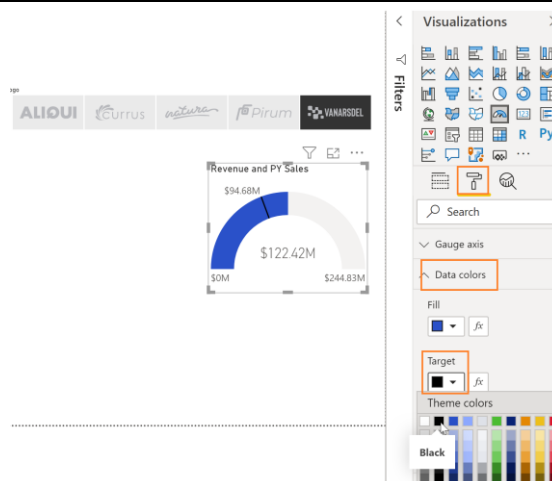 Visualizations
Filters
ALIQUI
Currus
natura
Pirum
VANARSDEL
R
Py
Revenue and PY Sales
$94.68M
$122.42M
$0M
$244.83M
Search
Gauge axis
Data colors
Fill
fx
Target
fx
Theme colors
Black